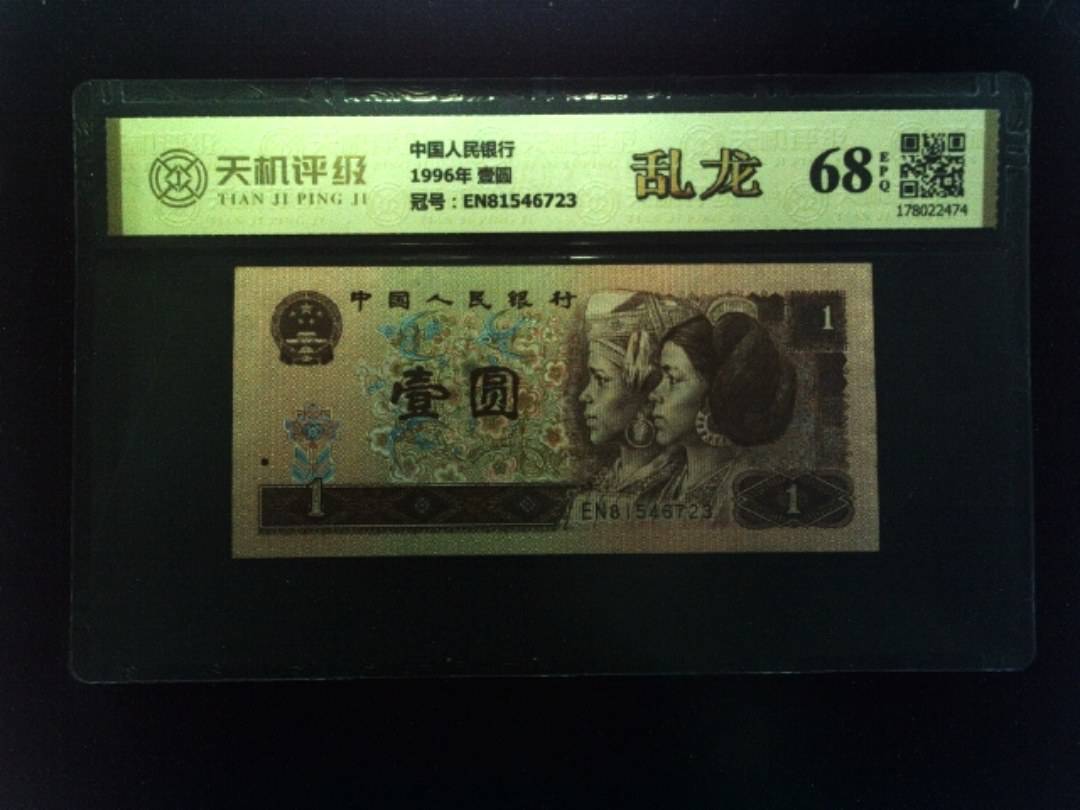 天机评级
TIAN JI PING JI
中国人民银行
1996年 壹圆
冠号：EN81546723
乱龙
68
EPQ
178022474
中國人民银行
1
壹圆
1
EN81546723
1